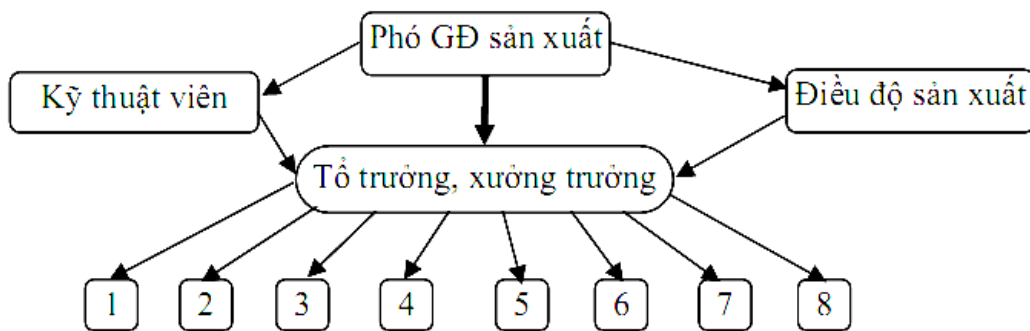 Phó GĐ sản xuất
Kỹ thuật viên
Điều độ sản xuất
Tổ trưởng, xưởng trưởng
1
2
3
4
5
6
7
8